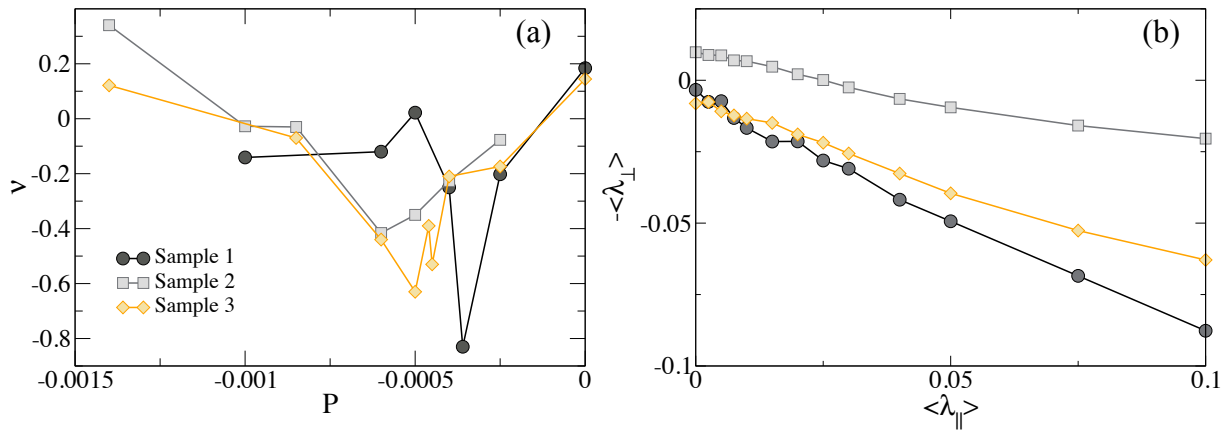 (a)
0.2
0
-0.2
-0.4
-0.6
-0.8
ν
Sample 1
Sample 2
Sample 3
-0.0015
-0.001
-0.0005
0
P
(b)
0
-0.05
-0.1
-<λ⊥>
0
0.05
0.1
<λ||>